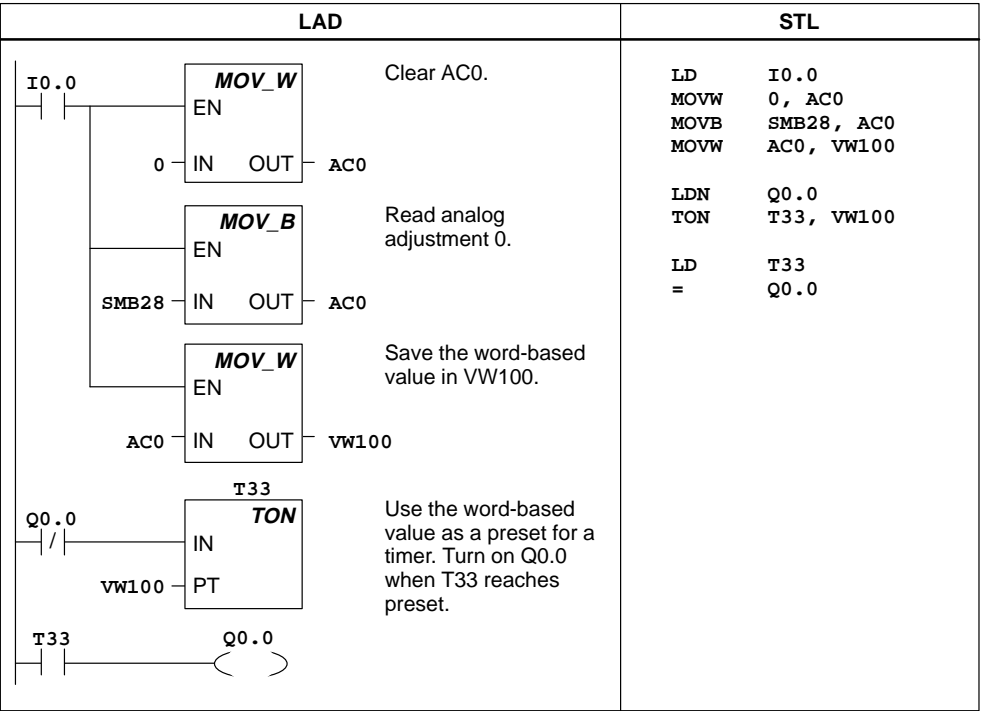 LAD
STL
I0.0
MOV_W
EN
0 IN OUT AC0
Clear AC0.
MOV_B
EN
SMB28 IN OUT AC0
Read analog
adjustment 0.
MOV_W
EN
AC0 IN OUT VW100
Save the word-based
value in VW100.
Q0.0
/
T33
TON
IN
VW100 PT
Use the word-based
value as a preset for a
timer. Turn on Q0.0
when T33 reaches
preset.
T33
Q0.0
LD I0.0
MOVW 0, AC0
MOVB SMB28, AC0
MOVW AC0, VW100
LDN Q0.0
TON T33, VW100
LD T33
= Q0.0